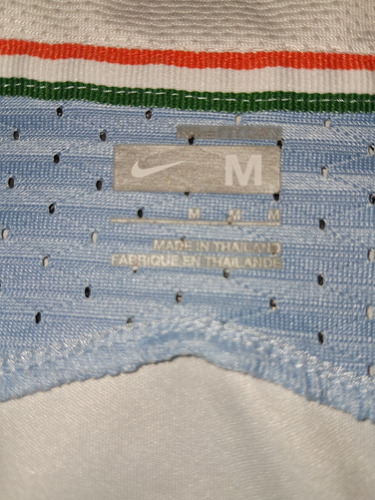 M
M M M
MADE IN THAILAND
FABRIQUE EN THAILANDE